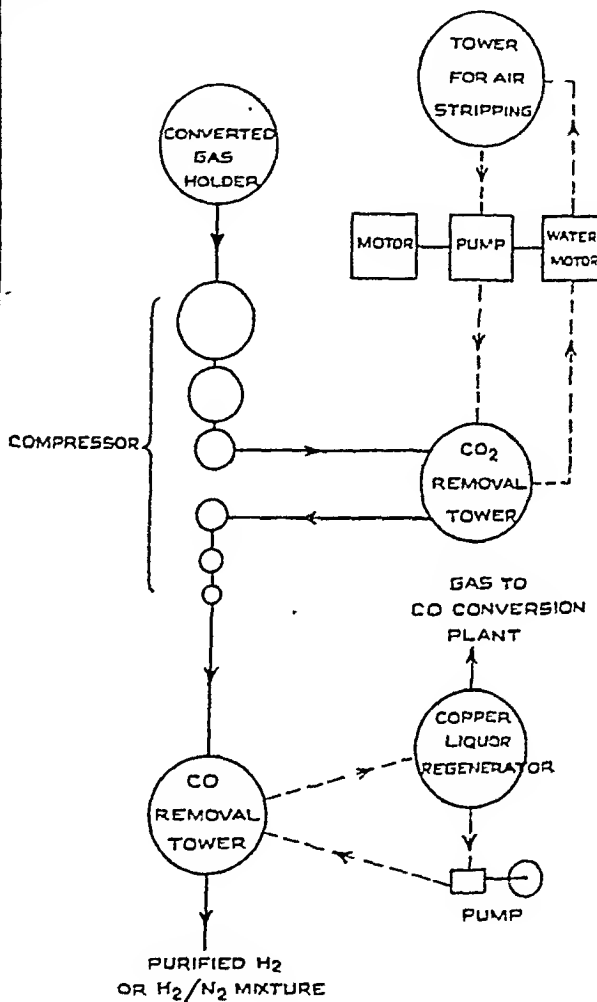 TOWER
FOR AIR
STRIPPING
CONVERTED
GAS
HOLDER
MOTOR
PUMP
WATER
MOTOR
COMPRESSOR
CO₂
REMOVAL
TOWER
GAS TO
CO CONVERSION
PLANT
COPPER
LIQUOR
REGENERATOR
CO
REMOVAL
TOWER
PUMP
PURIFIED H₂
OR H₂/N₂ MIXTURE